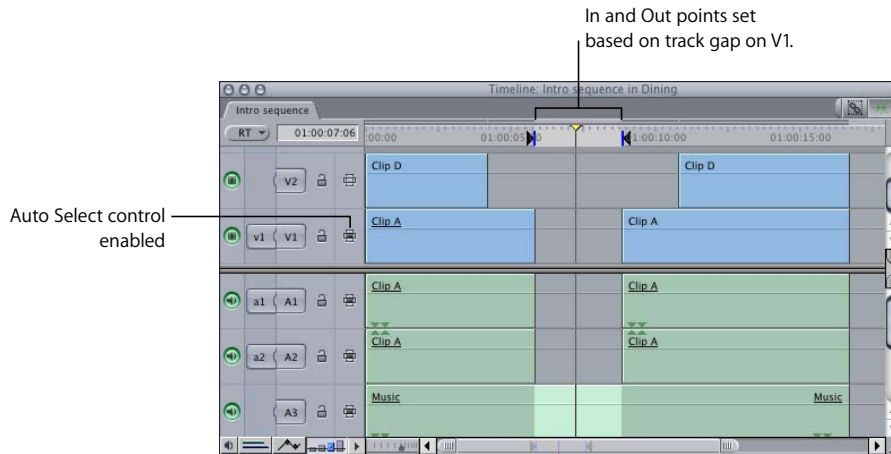 In and Out points set
based on track gap on V1.
Timeline: Intro sequence in Dining
Intro sequence
RT
01:00:07:06
:00:00
01:00:05
01:00:10:00
01:00:15:00
V2
Clip D
Clip D
Auto Select control
enabled
v1
V1
Clip A
Clip A
a1
A1
Clip A
Clip A
a2
A2
Clip A
Clip A
A3
Music
Music